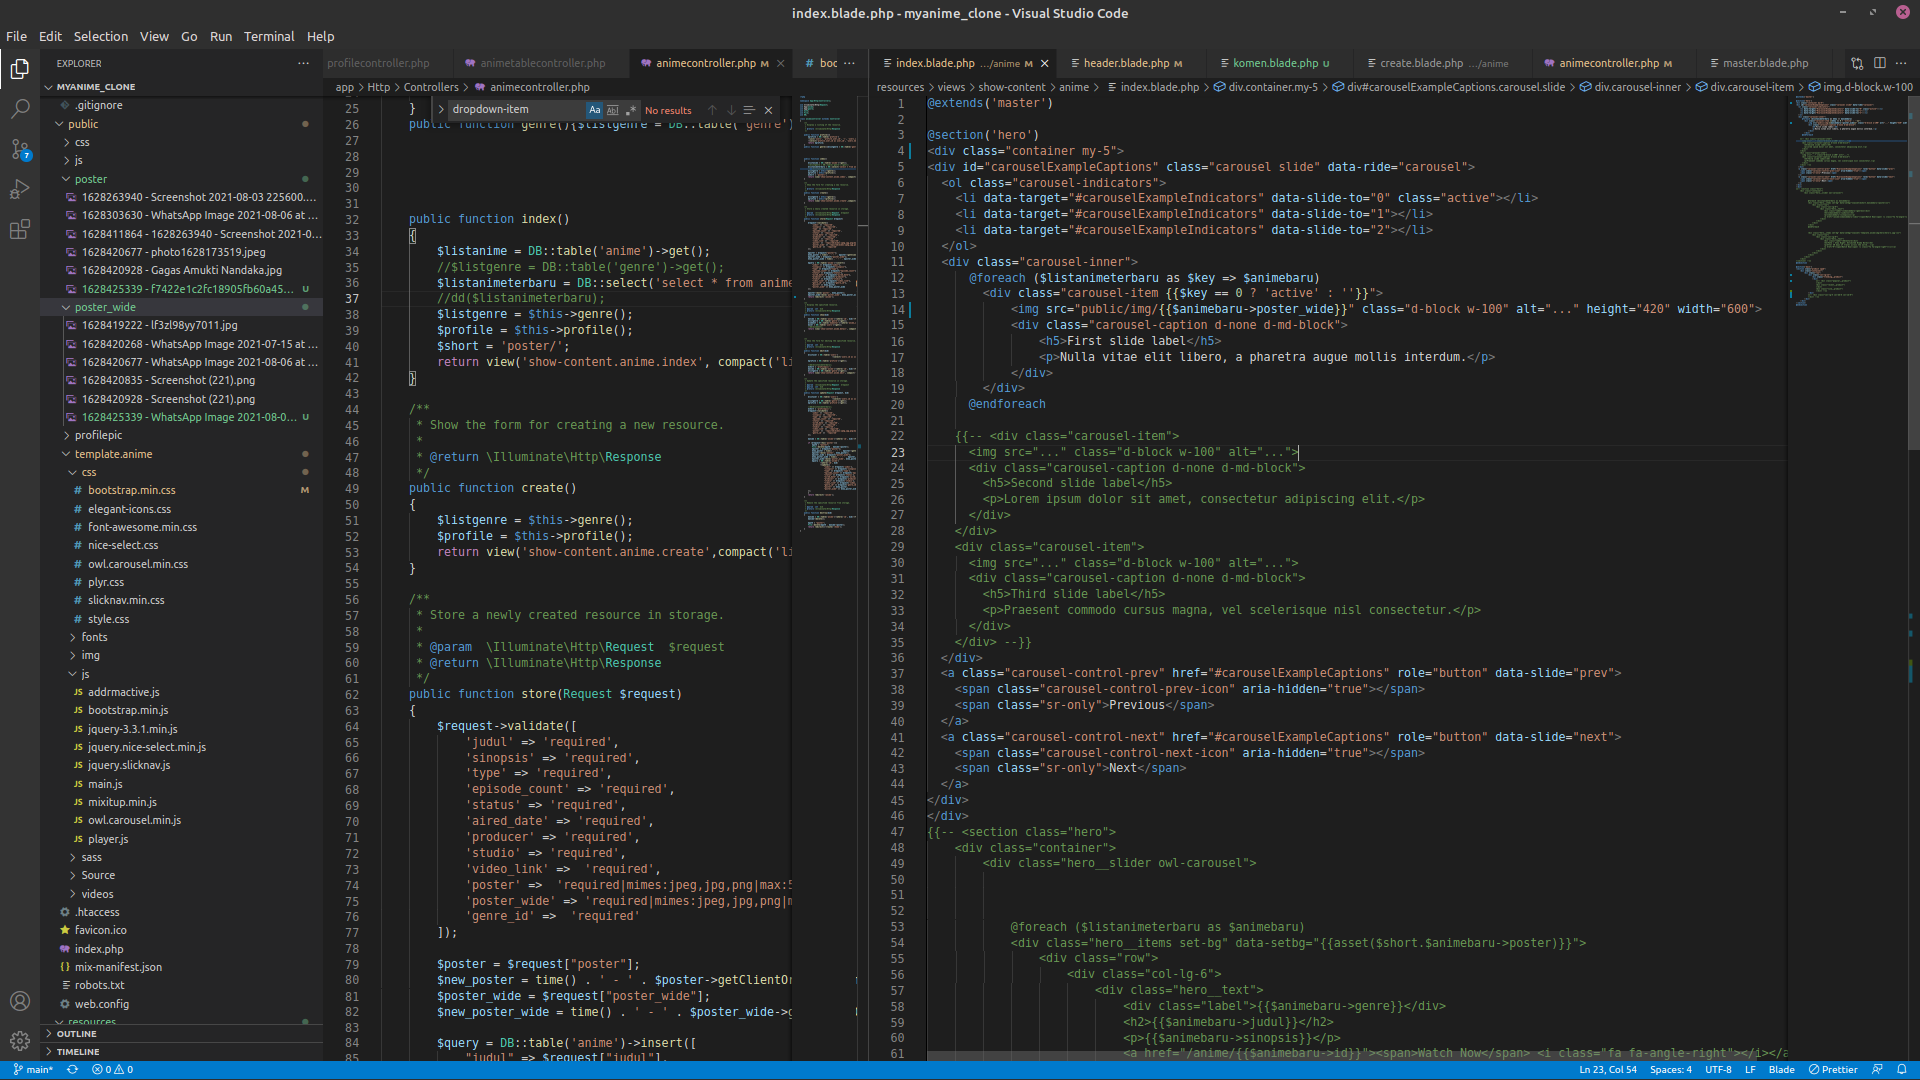 index.blade.php - myanime_clone - Visual Studio Code
File Edit Selection View Go Run Terminal Help
EXPLORER
MYANIME_CLONE
.gitignore
public
css
js
poster
1628263940 - Screenshot 2021-08-03 225600....
1628303630 - WhatsApp Image 2021-08-06 at ...
1628411864 - 1628263940 - Screenshot 2021-0...
1628420677 - photo1628173519.jpeg
1628420928 - Gagas Amukti Nandaka.jpg
1628425339 - f7422e1c2fc18905fb60a45... U
poster_wide
1628419222 - lf3zl98yy7011.jpg
1628420268 - WhatsApp Image 2021-07-15 at ...
1628420677 - WhatsApp Image 2021-08-06 at ...
1628420835 - Screenshot (221).png
1628420928 - Screenshot (221).png
1628425339 - WhatsApp Image 2021-08-0... U
profilepic
template.anime
css
bootstrap.min.css M
elegant-icons.css
font-awesome.min.css
nice-select.css
owl.carousel.min.css
plyr.css
slicknav.min.css
style.css
fonts
img
js
addrmactive.js
bootstrap.min.js
jquery-3.3.1.min.js
jquery.nice-select.min.js
jquery.slicknav.js
main.js
mixitup.min.js
owl.carousel.min.js
player.js
sass
Source
videos
.htaccess
favicon.ico
index.php
mix-manifest.json
robots.txt
web.config
resources
OUTLINE
TIMELINE
profilecontroller.php animetablecontroller.php animecontroller.php M boc
app > Http > Controllers > animecontroller.php
dropdown-item Aa No results
25 }
26 public function genre(){$listgenre = DB::table('genre')
27
28
29
30
31
32 public function index()
33 {
34 $listanime = DB::table('anime')->get();
35 //$listgenre = DB::table('genre')->get();
36 $listanimeterbaru = DB::select('select * from anime
37 //dd($listanimeterbaru);
38 $listgenre = $this->genre();
39 $profile = $this->profile();
40 $short = 'poster/';
41 return view('show-content.anime.index', compact('li
42 }
43
44 /**
45 * Show the form for creating a new resource.
46 *
47 * @return \Illuminate\Http\Response
48 */
49 public function create()
50 {
51 $listgenre = $this->genre();
52 $profile = $this->profile();
53 return view('show-content.anime.create',compact('li
54 }
55
56 /**
57 * Store a newly created resource in storage.
58 *
59 * @param \Illuminate\Http\Request $request
60 * @return \Illuminate\Http\Response
61 */
62 public function store(Request $request)
63 {
64 $request->validate([
65 'judul' => 'required',
66 'sinopsis' => 'required',
67 'type' => 'required',
68 'episode_count' => 'required',
69 'status' => 'required',
70 'aired_date' => 'required',
71 'producer' => 'required',
72 'studio' => 'required',
73 'video_link' => 'required',
74 'poster' => 'required|mimes:jpeg,jpg,png|max:5
75 'poster_wide' => 'required|mimes:jpeg,jpg,png|m
76 'genre_id' => 'required'
77 ]);
78
79 $poster = $request["poster"];
80 $new_poster = time() . ' - ' . $poster->getClientOr
81 $poster_wide = $request["poster_wide"];
82 $new_poster_wide = time() . ' - ' . $poster_wide->g
83
84 $query = DB::table('anime')->insert([
85 "judul" => $request["judul"],
index.blade.php .../anime M header.blade.php M komen.blade.php U create.blade.php .../anime animecontroller.php M master.blade.php
resources > views > show-content > anime > index.blade.php > div.container.my-5 > div#carouselExampleCaptions.carousel.slide > div.carousel-inner > div.carousel-item > img.d-block.w-100
1 @extends('master')
2
3 @section('hero')
4 <div class="container my-5">
5 <div id="carouselExampleCaptions" class="carousel slide" data-ride="carousel">
6 <ol class="carousel-indicators">
7 <li data-target="#carouselExampleIndicators" data-slide-to="0" class="active"></li>
8 <li data-target="#carouselExampleIndicators" data-slide-to="1"></li>
9 <li data-target="#carouselExampleIndicators" data-slide-to="2"></li>
10 </ol>
11 <div class="carousel-inner">
12 @foreach ($listanimeterbaru as $key => $animebaru)
13 <div class="carousel-item {{$key == 0 ? 'active' : ''}}">
14 <img src="public/img/{{$animebaru->poster_wide}}" class="d-block w-100" alt="..." height="420" width="600">
15 <div class="carousel-caption d-none d-md-block">
16 <h5>First slide label</h5>
17 <p>Nulla vitae elit libero, a pharetra augue mollis interdum.</p>
18 </div>
19 </div>
20 @endforeach
21
22 {{-- <div class="carousel-item">
23 <img src="..." class="d-block w-100" alt="...">
24 <div class="carousel-caption d-none d-md-block">
25 <h5>Second slide label</h5>
26 <p>Lorem ipsum dolor sit amet, consectetur adipiscing elit.</p>
27 </div>
28 </div>
29 <div class="carousel-item">
30 <img src="..." class="d-block w-100" alt="...">
31 <div class="carousel-caption d-none d-md-block">
32 <h5>Third slide label</h5>
33 <p>Praesent commodo cursus magna, vel scelerisque nisl consectetur.</p>
34 </div>
35 </div> --}}
36 </div>
37 <a class="carousel-control-prev" href="#carouselExampleCaptions" role="button" data-slide="prev">
38 <span class="carousel-control-prev-icon" aria-hidden="true"></span>
39 <span class="sr-only">Previous</span>
40 </a>
41 <a class="carousel-control-next" href="#carouselExampleCaptions" role="button" data-slide="next">
42 <span class="carousel-control-next-icon" aria-hidden="true"></span>
43 <span class="sr-only">Next</span>
44 </a>
45 </div>
46 </div>
47 {{-- <section class="hero">
48 <div class="container">
49 <div class="hero__slider owl-carousel">
50
51
52
53 @foreach ($listanimeterbaru as $animebaru)
54 <div class="hero__items set-bg" data-setbg="{{asset($short.$animebaru->poster)}}">
55 <div class="row">
56 <div class="col-lg-6">
57 <div class="hero__text">
58 <div class="label">{{$animebaru->genre}}</div>
59 <h2>{{$animebaru->judul}}</h2>
60 <p>{{$animebaru->sinopsis}}</p>
61 <a href="/anime/{{$animebaru->id}}"><span>Watch Now</span> <i class="fa fa-angle-right"></i></a
7
main* 0 0 Ln 23, Col 54 Spaces: 4 UTF-8 LF Blade Prettier